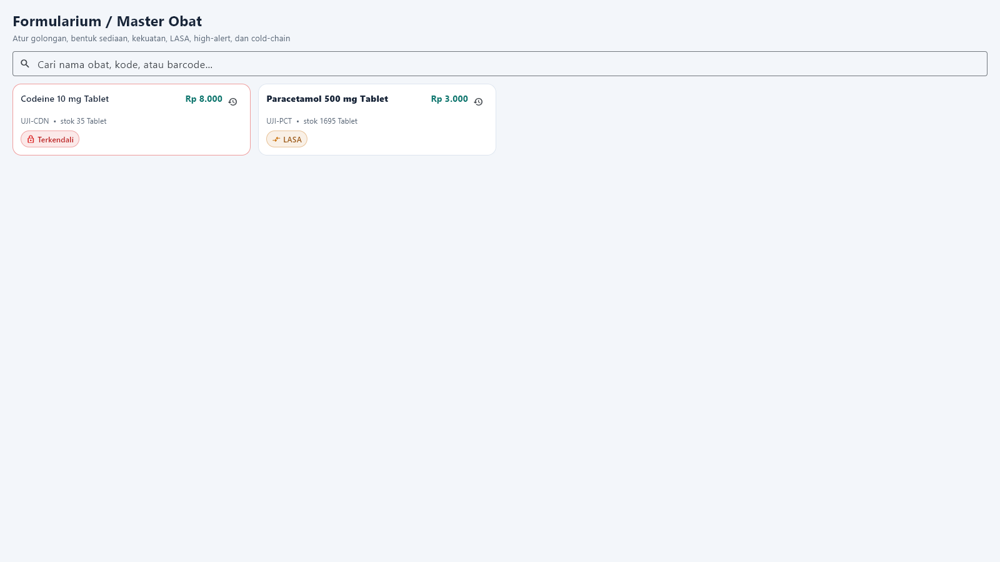 Formularium / Master Obat
Atur golongan, bentuk sediaan, kekuatan, LASA, high-alert, dan cold-chain
Cari nama obat, kode, atau barcode...
Codeine 10 mg Tablet
Rp 8.000
UJI-CDN • stok 35 Tablet
Terkendali
Paracetamol 500 mg Tablet
Rp 3.000
UJI-PCT • stok 1695 Tablet
LASA